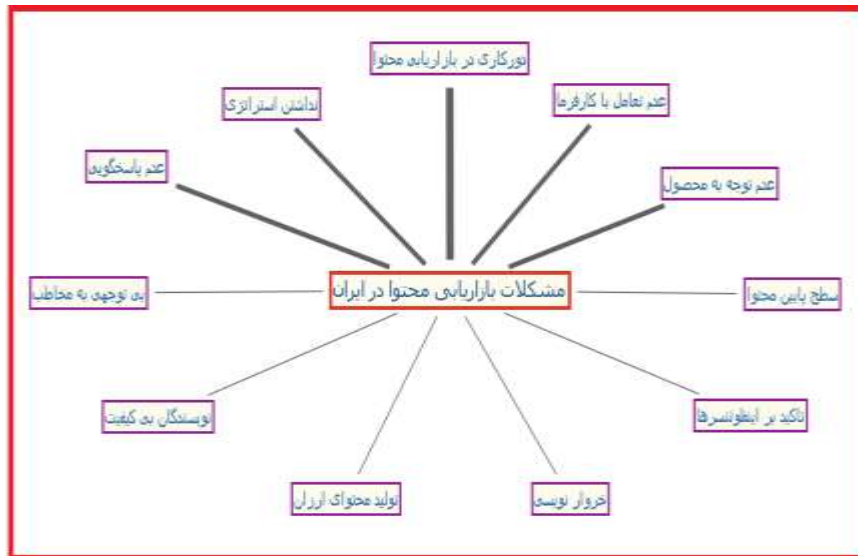 دورکاری در بازاریابی محتوا
عدم تعامل با کارفرما
نداشتن استراتژی
عدم پاسخگویی
عدم توجه به محصول
مشکلات بازاریابی محتوا در ایران
بی توجهی به مخاطب
سطح پایین محتوا
نویسندگان بی کیفیت
تاکید بر اینفلوئنسرها
تولید محتوای ارزان
خروار نویسی